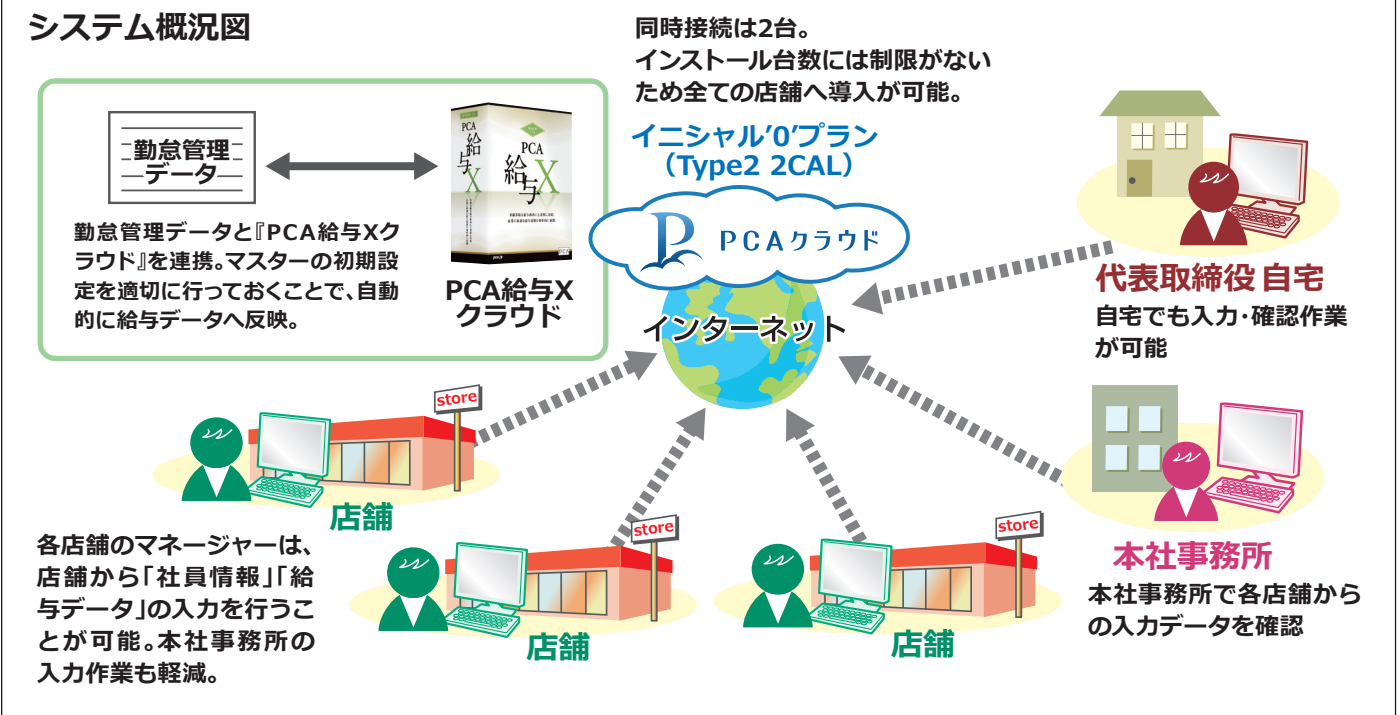 システム概況図
同時接続は2台。
インストール台数には制限がない
ため全ての店舗へ導入が可能。
イニシャル'0'プラン
(Type2 2CAL)
勤怠管理
データ
PCA
給与
X
PCA
給与X
勤怠管理データと『PCA給与Xク
ラウド』を連携。マスターの初期設
定を適切に行っておくことで、自動
的に給与データへ反映。
PCA給与X
クラウド
PCAクラウド
インターネット
代表取締役 自宅
自宅でも入力・確認作業
が可能
store
店舗
各店舗のマネージャーは、
店舗から「社員情報」「給
与データ」の入力を行うこ
とが可能。本社事務所の
入力作業も軽減。
store
店舗
store
店舗
本社事務所
本社事務所で各店舗から
の入力データを確認